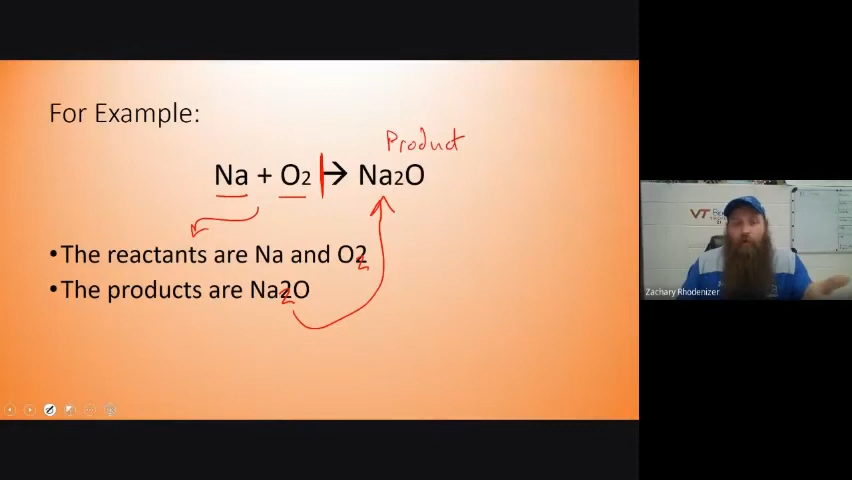 For Example:
Product
Na + O2 → Na2O
•The reactants are Na and O2
•The products are Na2O
VT
Zachary Rhodenizer